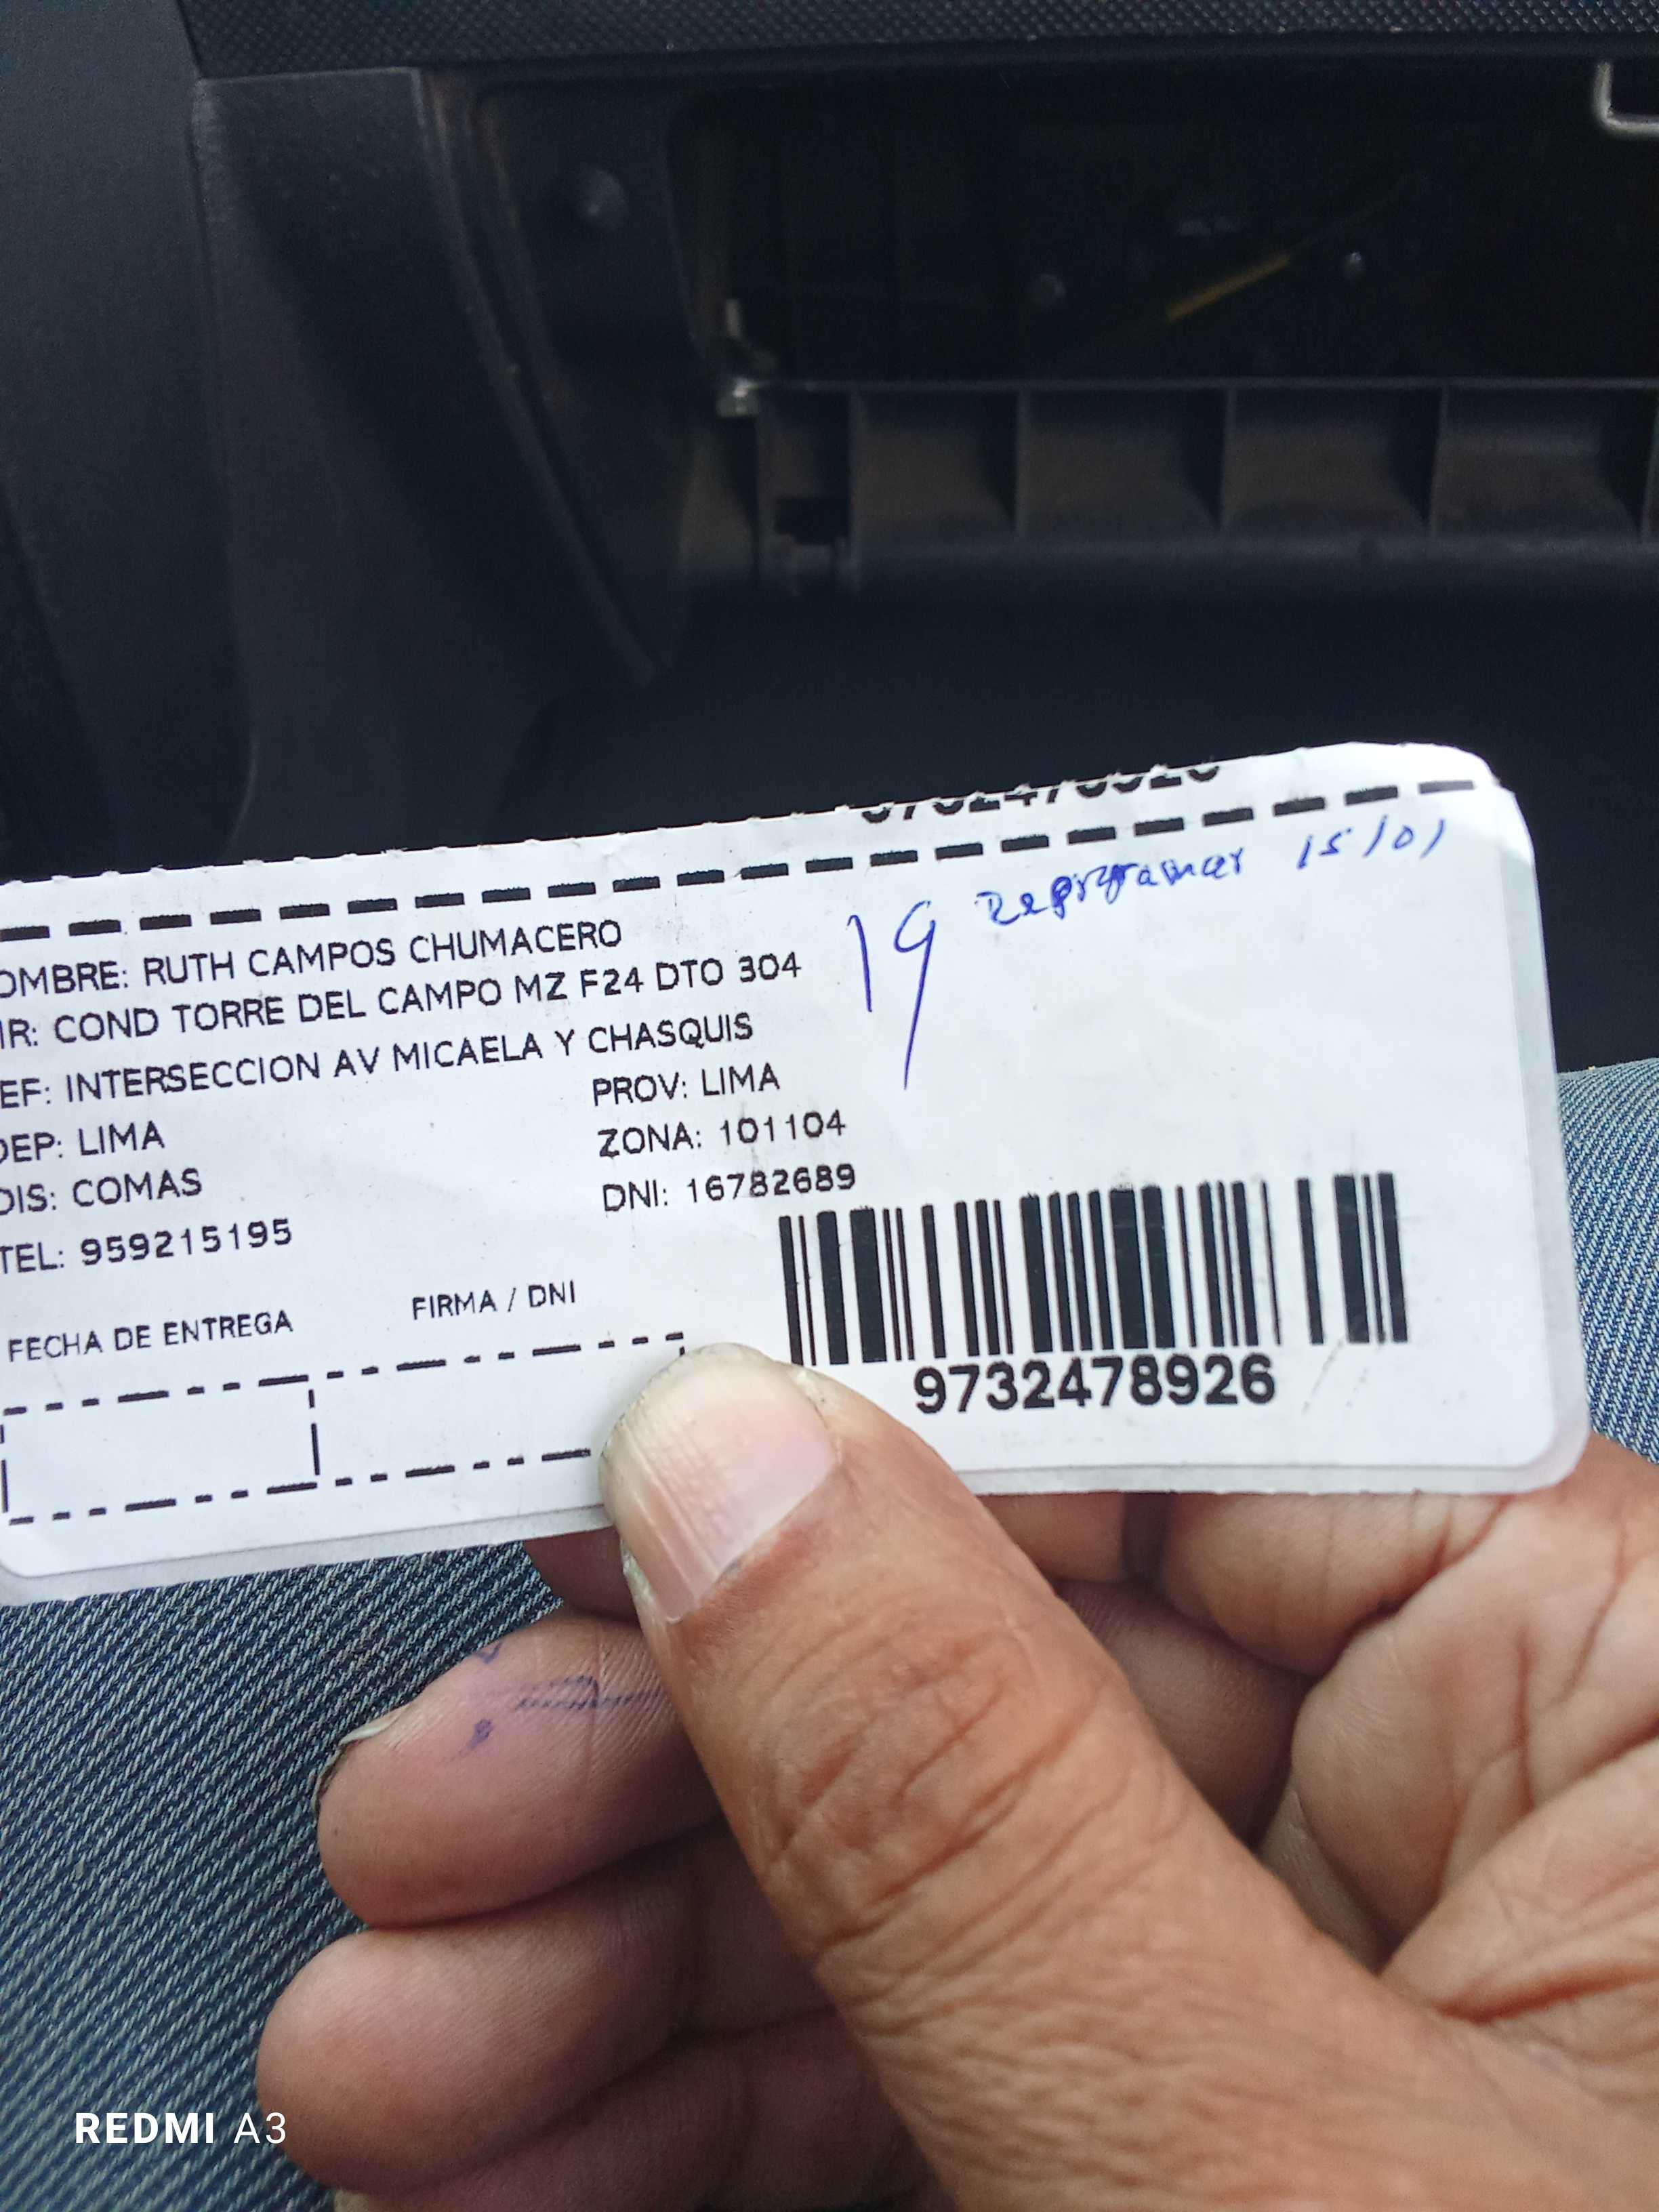 9732478926
19 Reprogramar 15/01
OMBRE: RUTH CAMPOS CHUMACERO
IR: COND TORRE DEL CAMPO MZ F24 DTO 304
EF: INTERSECCION AV MICAELA Y CHASQUIS
DEP: LIMA PROV: LIMA
DIS: COMAS ZONA: 101104
TEL: 959215195 DNI: 16782689
FECHA DE ENTREGA FIRMA / DNI
9732478926
REDMI A3